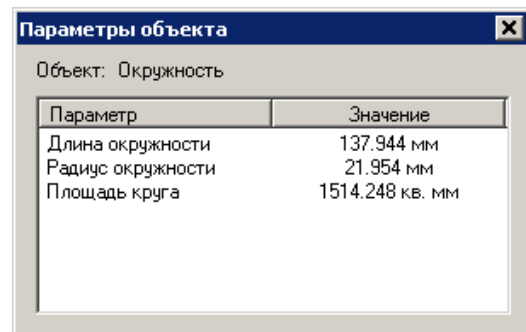 Параметры объекта
Объект: Окружность
Параметр Значение
Длина окружности 137.944 мм
Радиус окружности 21.954 мм
Площадь круга 1514.248 кв. мм